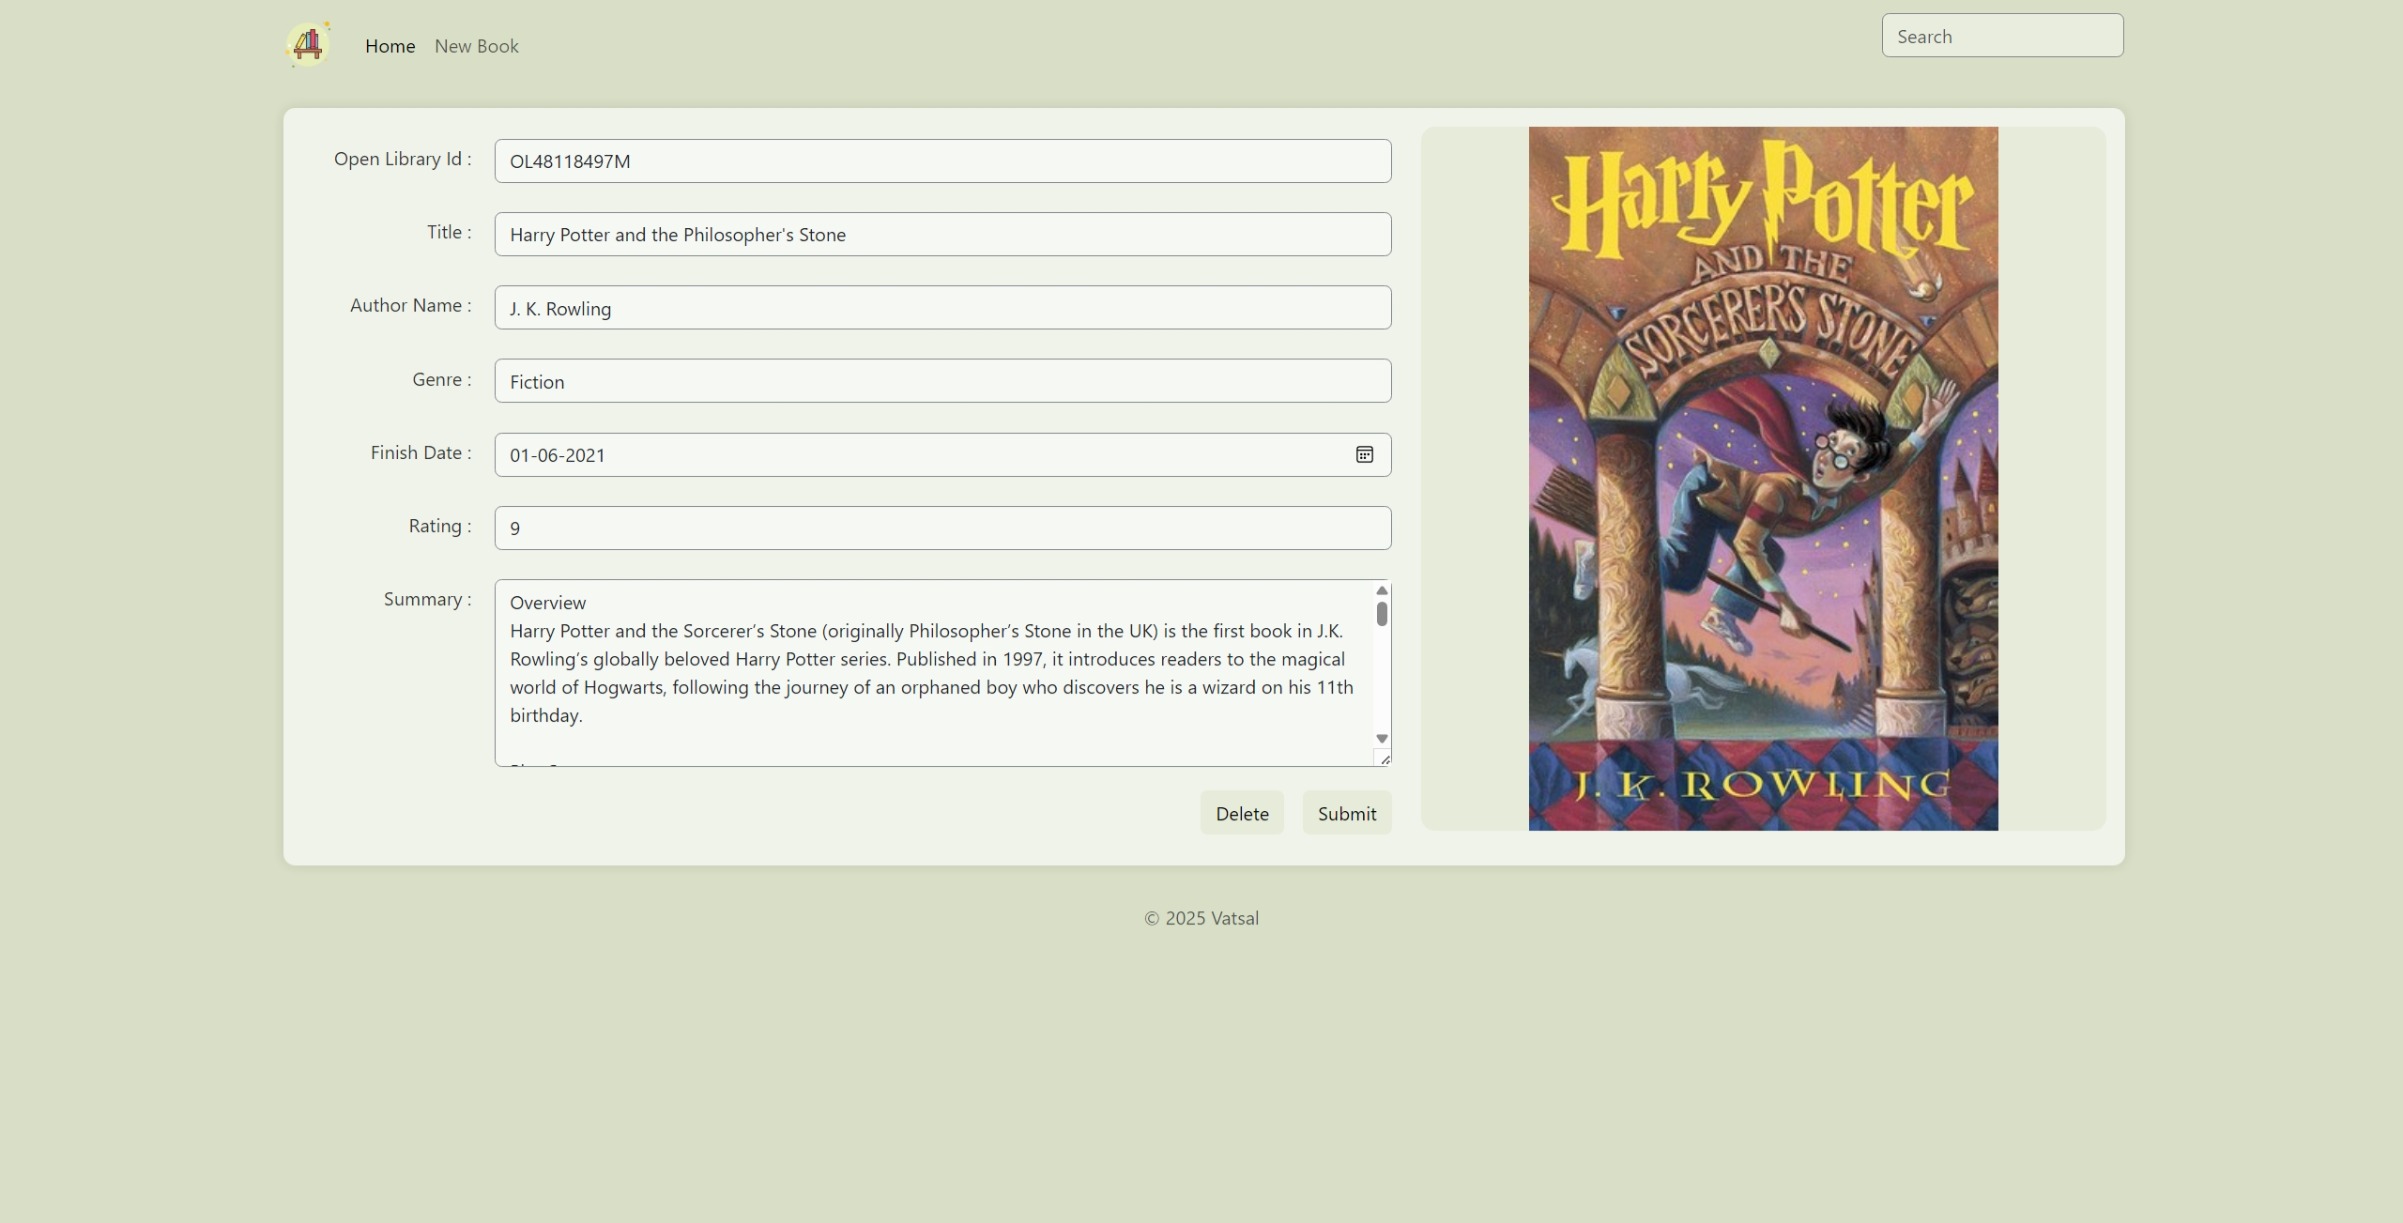 Home New Book
Search
Open Library Id : OL48118497M
Title : Harry Potter and the Philosopher's Stone
Author Name : J. K. Rowling
Genre : Fiction
Finish Date : 01-06-2021
Rating : 9
Summary : Overview
Harry Potter and the Sorcerer’s Stone (originally Philosopher’s Stone in the UK) is the first book in J.K.
Rowling’s globally beloved Harry Potter series. Published in 1997, it introduces readers to the magical
world of Hogwarts, following the journey of an orphaned boy who discovers he is a wizard on his 11th
birthday.
Delete Submit
Harry Potter
AND THE
SORCERER'S STONE
J. K. ROWLING
© 2025 Vatsal